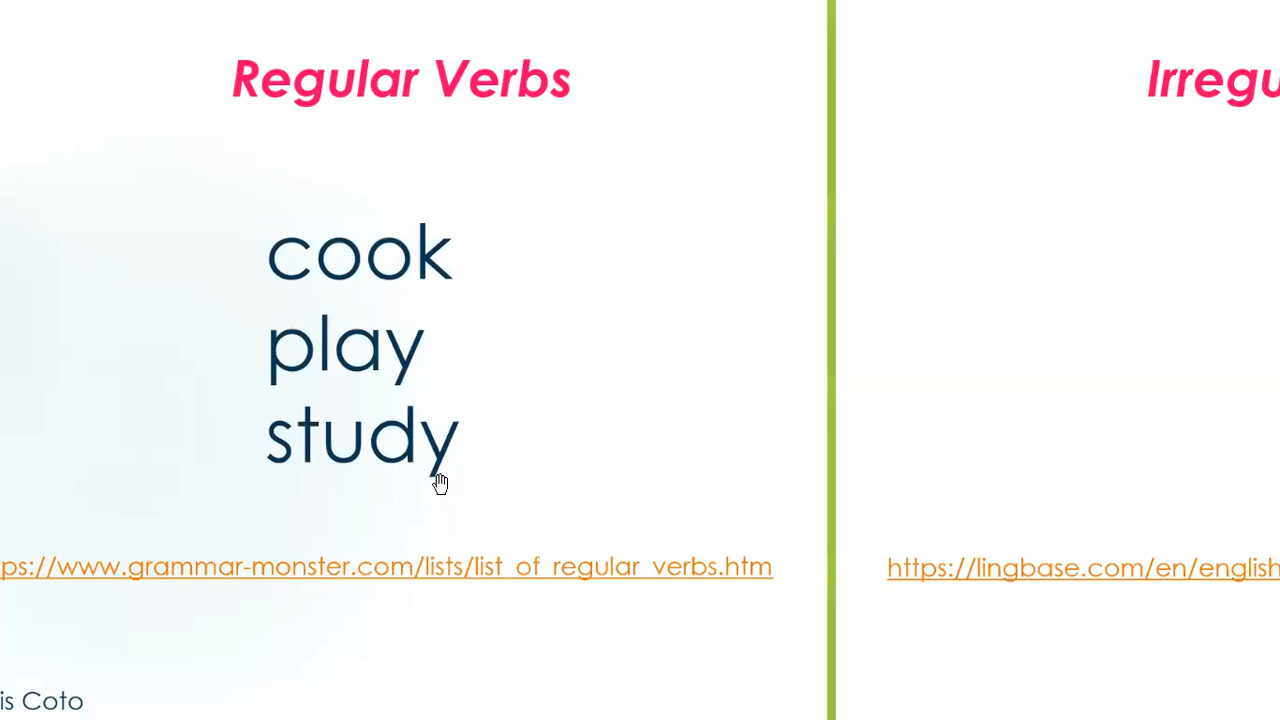 Regular Verbs
cook
play
study
ps://www.grammar-monster.com/lists/list_of_regular_verbs.htm
is Coto
Irregu
https://lingbase.com/en/english